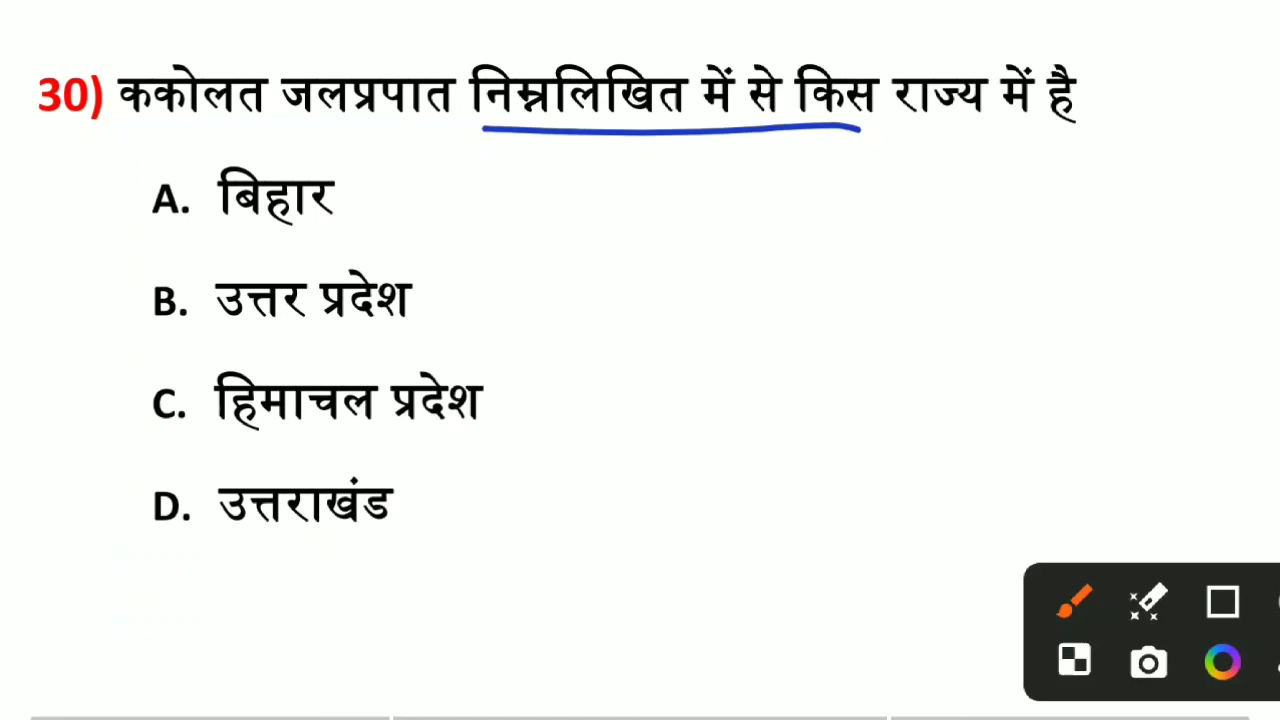 30) ककोलत जलप्रपात निम्नलिखित में से किस राज्य में है
A. बिहार
B. उत्तर प्रदेश
C. हिमाचल प्रदेश
D. उत्तराखंड